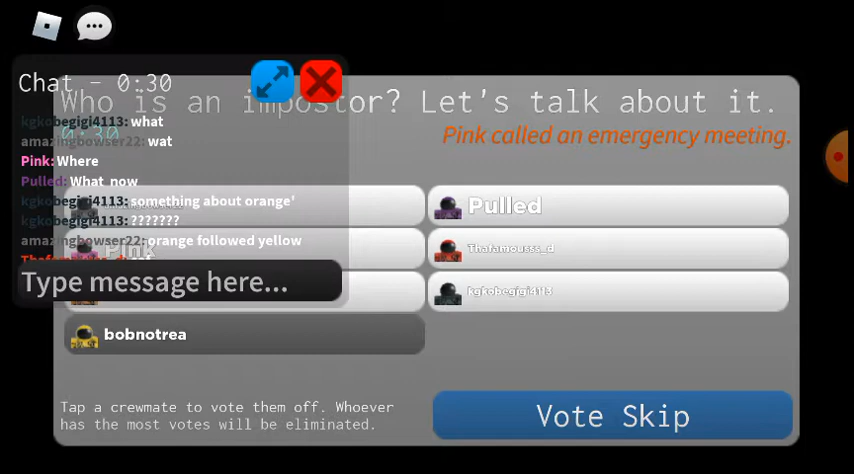 Chat - 0:30
Who is an impostor? Let's talk about it.
0:30
Pink called an emergency meeting.
kgkobegigi4113: what
amazingbowser22: wat
Pink: Where
Pulled: What now
kgkobegigi4113: something about orange'
kgkobegigi4113: ???????
amazingbowser22: orange followed yellow
Type message here...
Pulled
Pink
Thafamousss_d
kgkobegigi4113
bobnotrea
Tap a crewmate to vote them off. Whoever
has the most votes will be eliminated.
Vote Skip